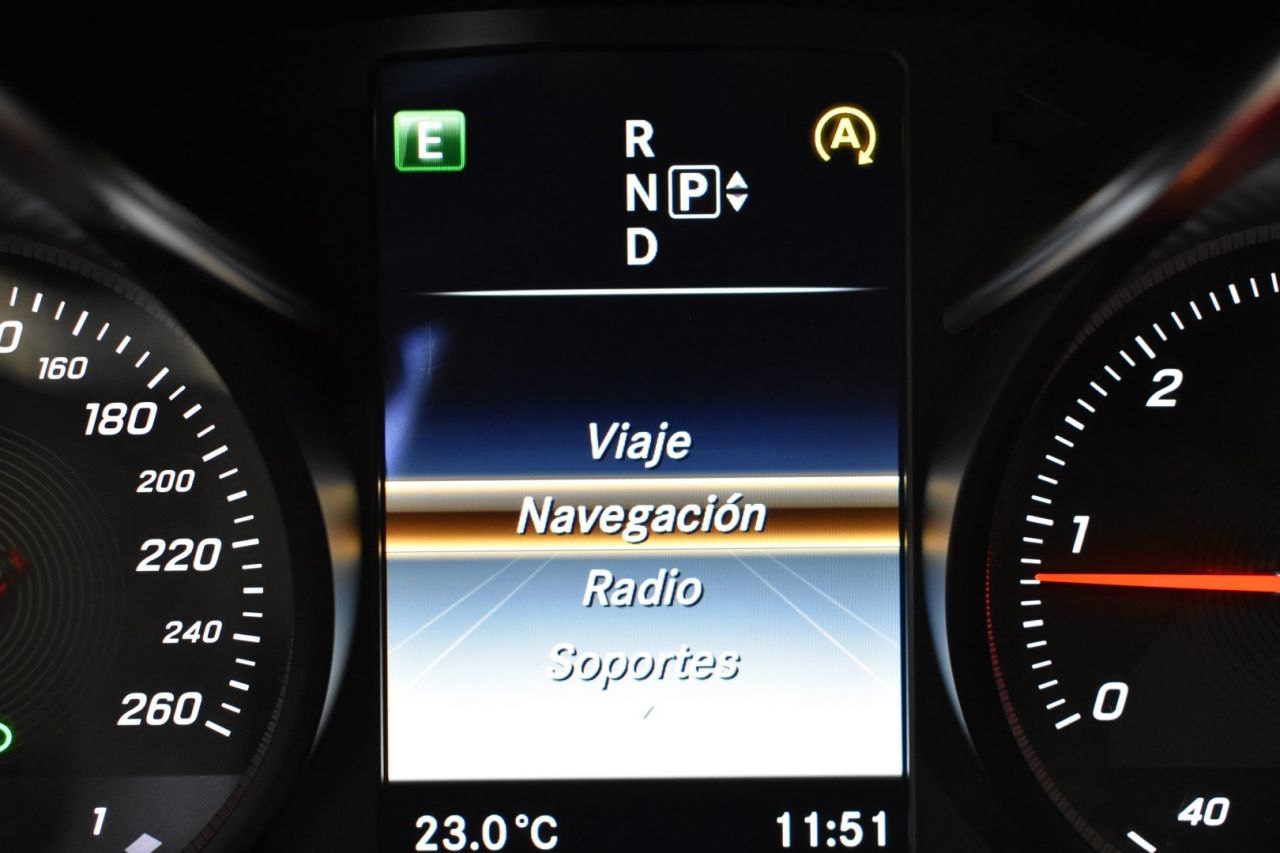 E
R
N P
D
A
Viaje
Navegación
Radio
Soportes
23.0°C
11:51
160
180
200
220
240
260
1
2
1
0
40